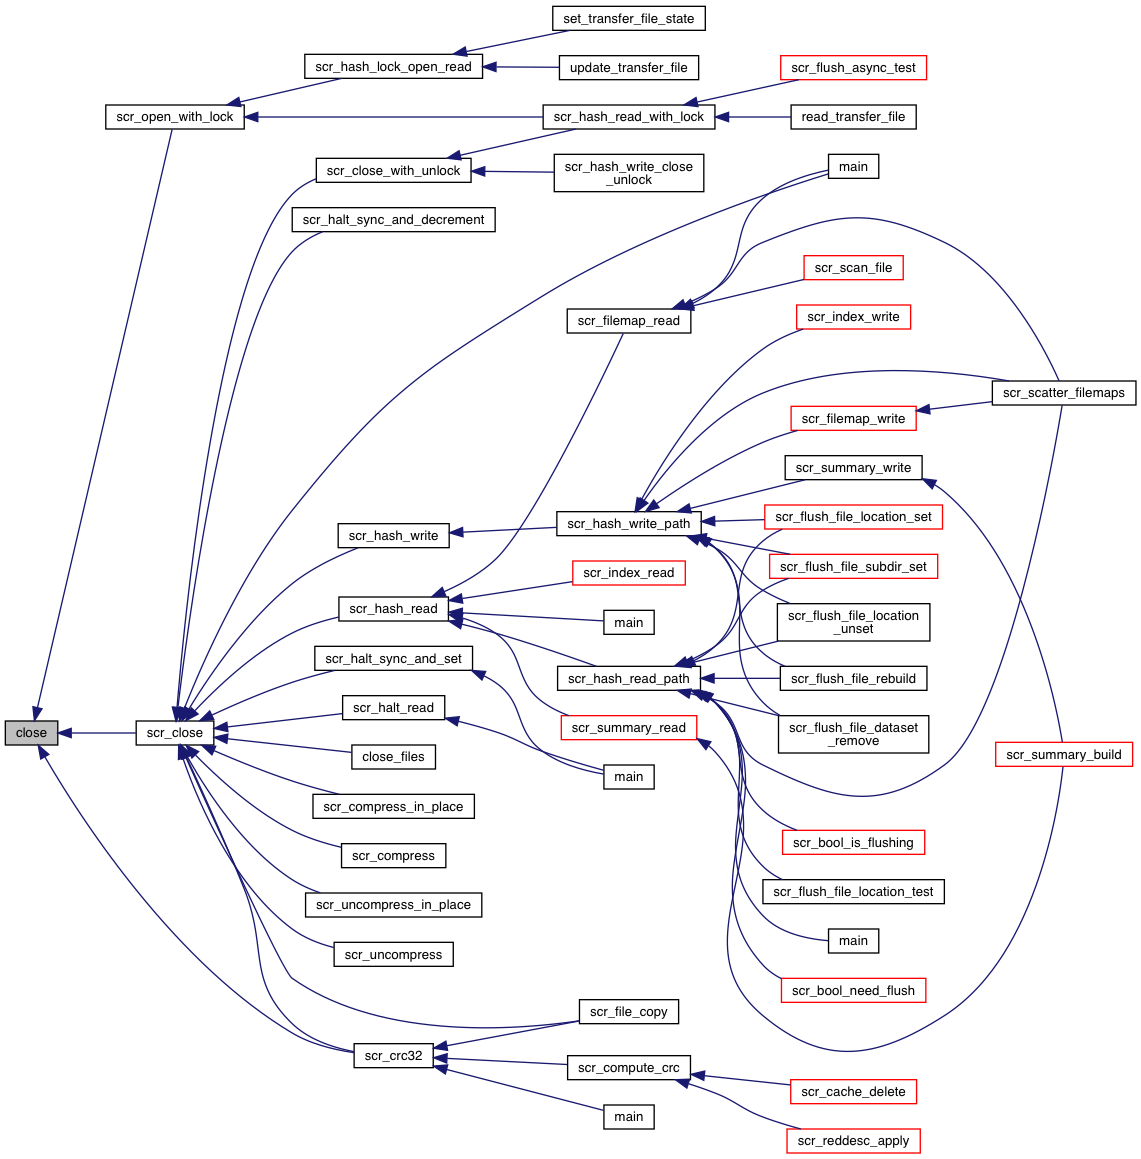 set_transfer_file_state
scr_hash_lock_open_read
update_transfer_file
scr_flush_async_test
scr_open_with_lock
scr_hash_read_with_lock
read_transfer_file
scr_close_with_unlock
scr_hash_write_close
_unlock
main
scr_halt_sync_and_decrement
scr_scan_file
scr_filemap_read
scr_index_write
scr_scatter_filemaps
scr_filemap_write
scr_summary_write
scr_hash_write
scr_hash_write_path
scr_flush_file_location_set
scr_flush_file_subdir_set
scr_index_read
scr_hash_read
main
scr_flush_file_location
_unset
scr_halt_sync_and_set
scr_hash_read_path
scr_flush_file_rebuild
scr_halt_read
close
scr_close
scr_summary_read
scr_flush_file_dataset
_remove
close_files
main
scr_summary_build
scr_compress_in_place
scr_bool_is_flushing
scr_compress
scr_flush_file_location_test
scr_uncompress_in_place
main
scr_uncompress
scr_bool_need_flush
scr_file_copy
scr_crc32
scr_compute_crc
scr_cache_delete
main
scr_reddesc_apply